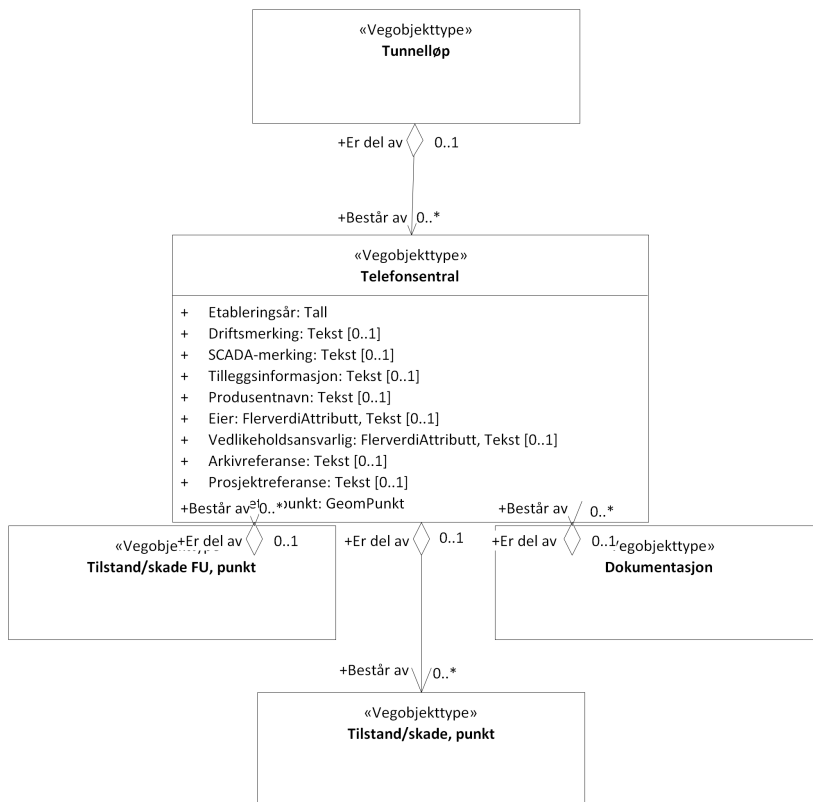 «Vegobjekttype»
Tunnelløp
+Er del av 0..1
+Består av 0..*
«Vegobjekttype»
Telefonsentral
+ Etableringsår: Tall
+ Driftsmerking: Tekst [0..1]
+ SCADA-merking: Tekst [0..1]
+ Tilleggsinformasjon: Tekst [0..1]
+ Produsentnavn: Tekst [0..1]
+ Eier: FlerverdiAttributt, Tekst [0..1]
+ Vedlikeholdsansvarlig: FlerverdiAttributt, Tekst [0..1]
+ Arkivreferanse: Tekst [0..1]
+ Prosjektreferanse: Tekst [0..1]
: GeomPunkt
+Består av 0..*
+Består av 0..*
+Er del av 0..1
+Er del av 0..1
+Er del av 0..1
Tilstand/skade FU, punkt
Dokumentasjon
+Består av 0..*
«Vegobjekttype»
Tilstand/skade, punkt